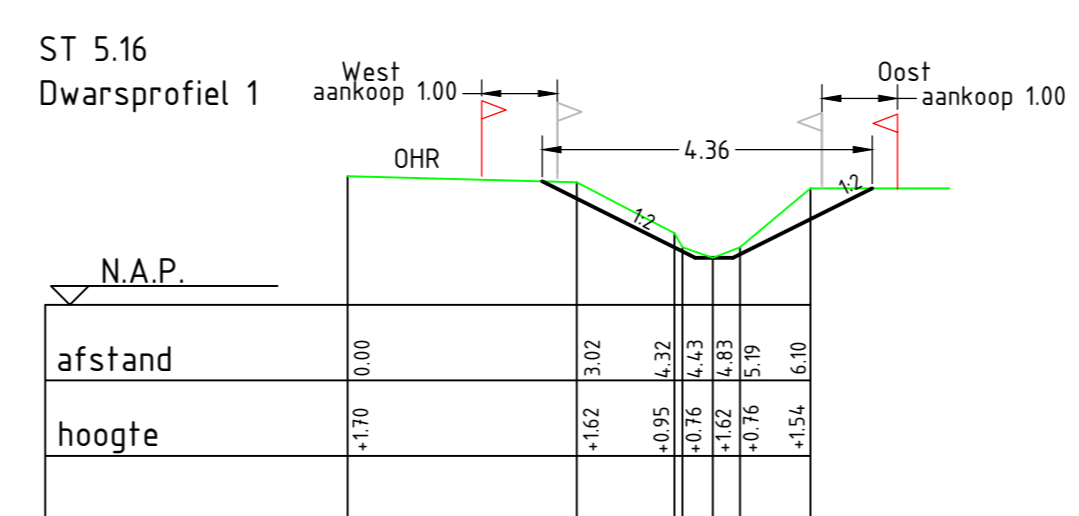 ST 5.16
Dwarsprofiel 1
West
aankoop 1.00
Oost
aankoop 1.00
4.36
OHR
1:2
1:2
N.A.P.
afstand 0.00 3.02 4.32 4.43 4.83 5.19 6.10
hoogte +1.70 +1.62 +0.95 +0.76 +1.62 +0.76 +1.54